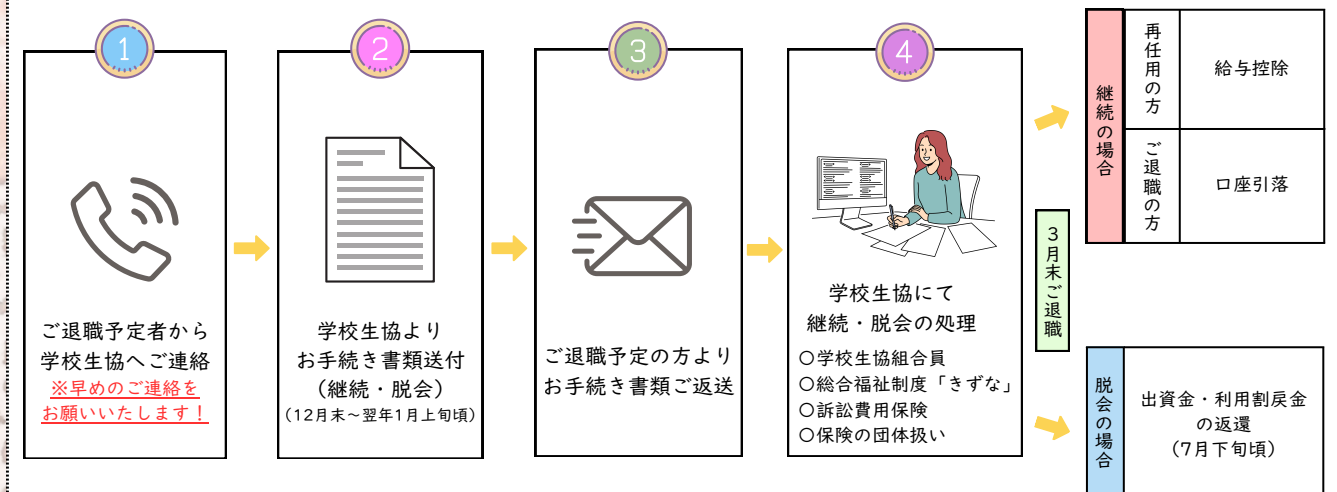 1
ご退職予定者から
学校生協へご連絡
※早めのご連絡を
お願いいたします！
2
学校生協より
お手続き書類送付
（継続・脱会）
（12月末～翌年1月上旬頃）
3
ご退職予定の方より
お手続き書類ご返送
4
学校生協にて
継続・脱会の処理
〇学校生協組合員
〇総合福祉制度「きずな」
〇訴訟費用保険
〇保険の団体扱い
3月末ご退職
継続の場合
再任用の方
給与控除
ご退職の方
口座引落
脱会の場合
出資金・利用割戻金
の返還
（7月下旬頃）